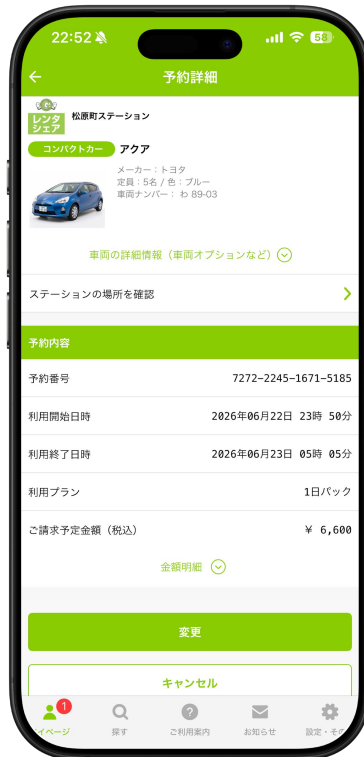 22:52
58
予約詳細
レンタ
シェア
松原町ステーション
コンパクトカー アクア
メーカー：トヨタ
定員：5名 / 色：ブルー
車両ナンバー： わ 89-03
車両の詳細情報（車両オプションなど）
ステーションの場所を確認
予約内容
予約番号 7272-2245-1671-5185
利用開始日時 2026年06月22日 23時 50分
利用終了日時 2026年06月23日 05時 05分
利用プラン 1日パック
ご請求予定金額（税込） ¥ 6,600
金額明細
変更
キャンセル
1
イページ 探す ご利用案内 お知らせ 設定・その